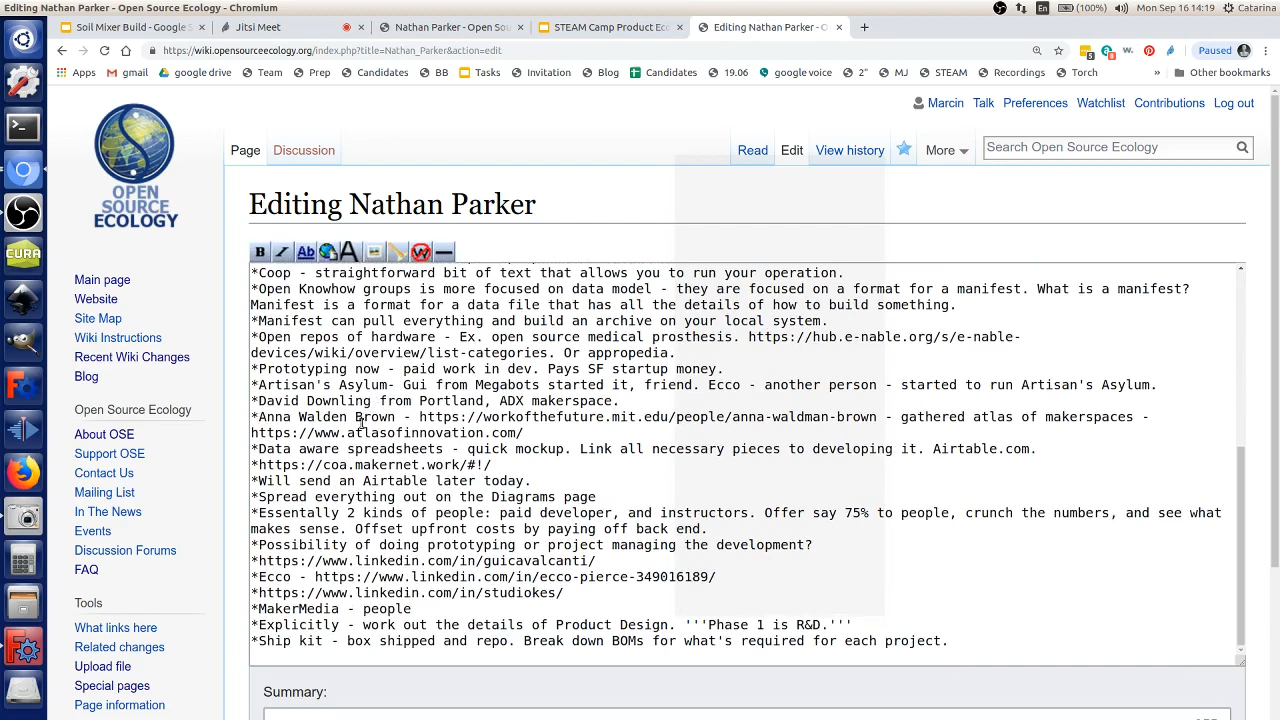 Editing Nathan Parker - Open Source Ecology - Chromium
En (100%) Mon Sep 16 14:19 Catarina
Soil Mixer Build - Google S
Jitsi Meet
Nathan Parker - Open Sour
STEAM Camp Product Ec
Editing Nathan Parker - O
https://wiki.opensourceecology.org/index.php?title=Nathan_Parker&action=edit
Paused
Apps gmail google drive Team Prep Candidates BB Tasks Invitation Blog Candidates 19.06 google voice 2" MJ STEAM Recordings Torch » Other bookmarks
Marcin Talk Preferences Watchlist Contributions Log out
Page Discussion Read Edit View history More Search Open Source Ecology
OPEN
SOURCE
ECOLOGY
Editing Nathan Parker
B I Ab A
*Coop - straightforward bit of text that allows you to run your operation.
*Open Knowhow groups is more focused on data model - they are focused on a format for a manifest. What is a manifest?
Manifest is a format for a data file that has all the details of how to build something.
*Manifest can pull everything and build an archive on your local system.
*Open repos of hardware - Ex. open source medical prosthesis. https://hub.e-nable.org/s/e-nable-
devices/wiki/overview/list-categories. Or appropedia.
*Prototyping now - paid work in dev. Pays SF startup money.
*Artisan's Asylum- Gui from Megabots started it, friend. Ecco - another person - started to run Artisan's Asylum.
*David Downling from Portland, ADX makerspace.
*Anna Walden Brown - https://workofthefuture.mit.edu/people/anna-waldman-brown - gathered atlas of makerspaces -
https://www.atlasofinnovation.com/
*Data aware spreadsheets - quick mockup. Link all necessary pieces to developing it. Airtable.com.
*https://coa.makernet.work/#!/
*Will send an Airtable later today.
*Spread everything out on the Diagrams page
*Essentally 2 kinds of people: paid developer, and instructors. Offer say 75% to people, crunch the numbers, and see what
makes sense. Offset upfront costs by paying off back end.
*Possibility of doing prototyping or project managing the development?
*https://www.linkedin.com/in/guicavalcanti/
*Ecco - https://www.linkedin.com/in/ecco-pierce-349016189/
*https://www.linkedin.com/in/studiokes/
*MakerMedia - people
*Explicitly - work out the details of Product Design. '''Phase 1 is R&D.'''
*Ship kit - box shipped and repo. Break down BOMs for what's required for each project.
Summary:
Main page
Website
Site Map
Wiki Instructions
Recent Wiki Changes
Blog
Open Source Ecology
About OSE
Support OSE
Contact Us
Mailing List
In The News
Events
Discussion Forums
FAQ
Tools
What links here
Related changes
Upload file
Special pages
Page information
CURA